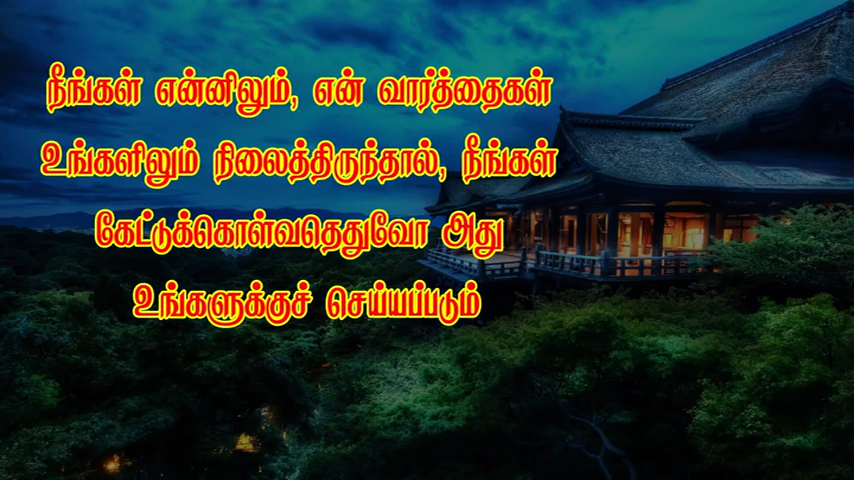 நீங்கள் என்னிலும், என் வார்த்தைகள்
உங்களிலும் நிலைத்திருந்தால், நீங்கள்
கேட்டுக்கொள்வதெதுவோ அது
உங்களுக்குச் செய்யப்படும்